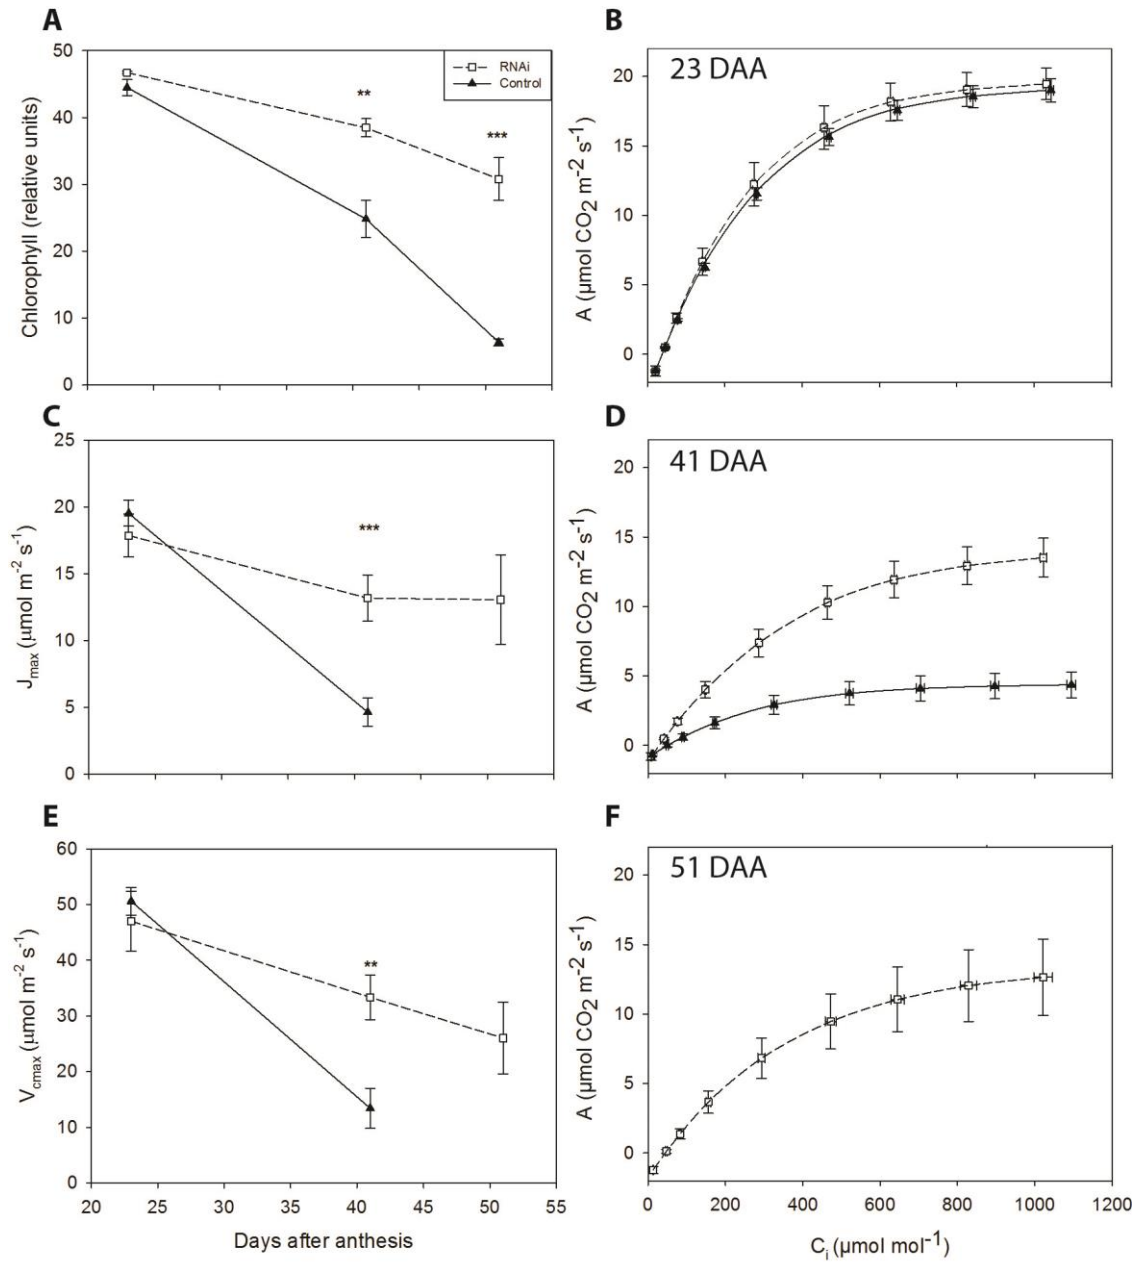 A
50
40
30
20
10
0
Chlorophyll (relative units)
RNAi
Control
**
***
B
23 DAA
20
15
10
5
0
A (µmol CO2 m-2 s-1)
C
25
20
15
10
5
0
Jmax (µmol m-2 s-1)
***
D
41 DAA
20
15
10
5
0
A (µmol CO2 m-2 s-1)
E
60
50
40
30
20
10
0
Vcmax (µmol m-2 s-1)
**
20 25 30 35 40 45 50 55
Days after anthesis
F
51 DAA
20
15
10
5
0
A (µmol CO2 m-2 s-1)
0 200 400 600 800 1000 1200
Ci (µmol mol-1)